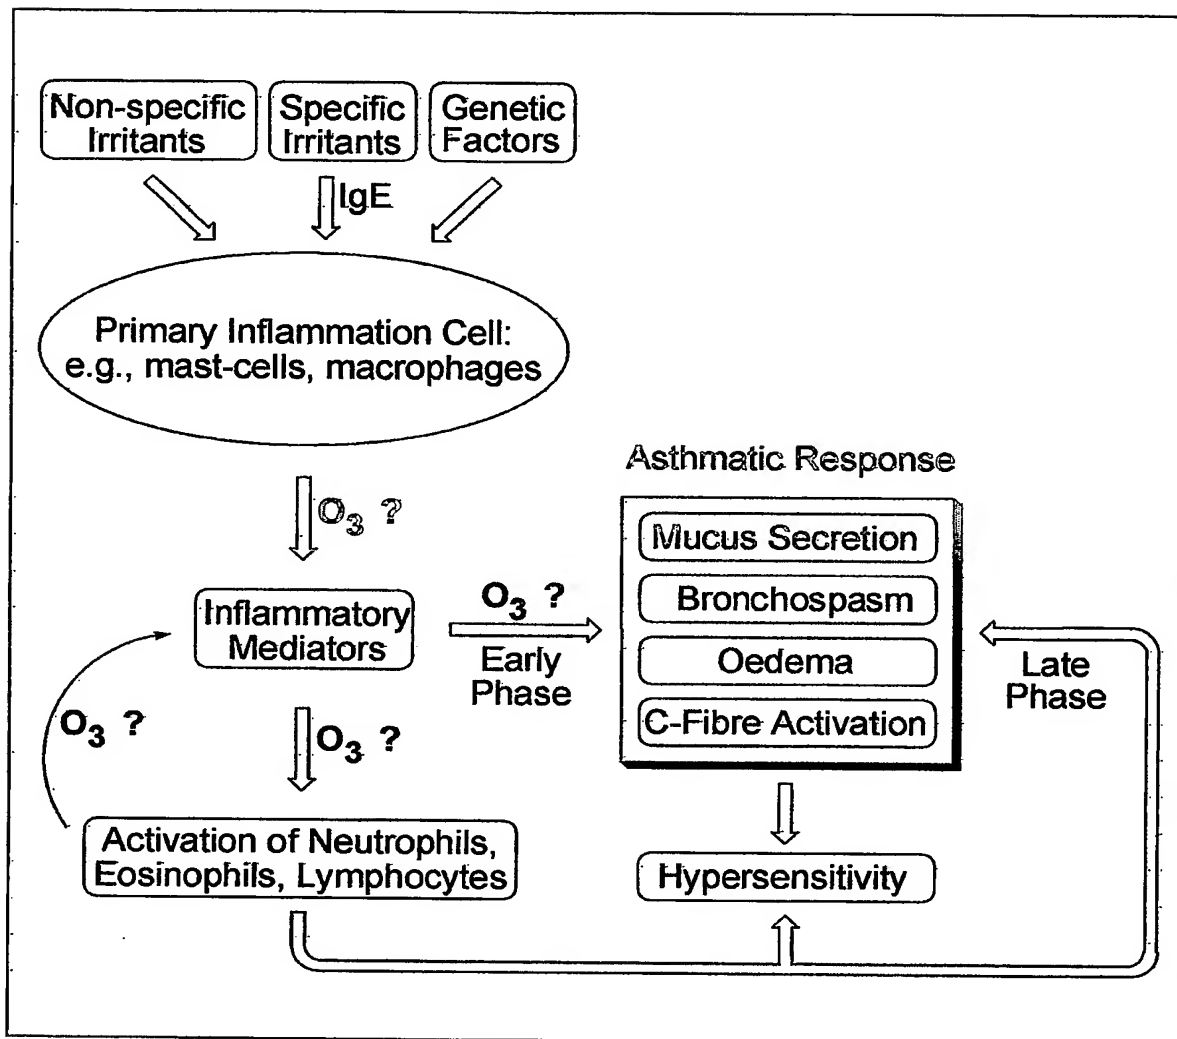 Non-specific
Irritants
Specific
Irritants
Genetic
Factors
IgE
Primary Inflammation Cell:
e.g., mast-cells, macrophages
O3 ?
Asthmatic Response
Mucus Secretion
Bronchospasm
Oedema
C-Fibre Activation
Inflammatory
Mediators
O3 ?
Early
Phase
Late
Phase
O3 ?
O3 ?
Activation of Neutrophils,
Eosinophils, Lymphocytes
Hypersensitivity